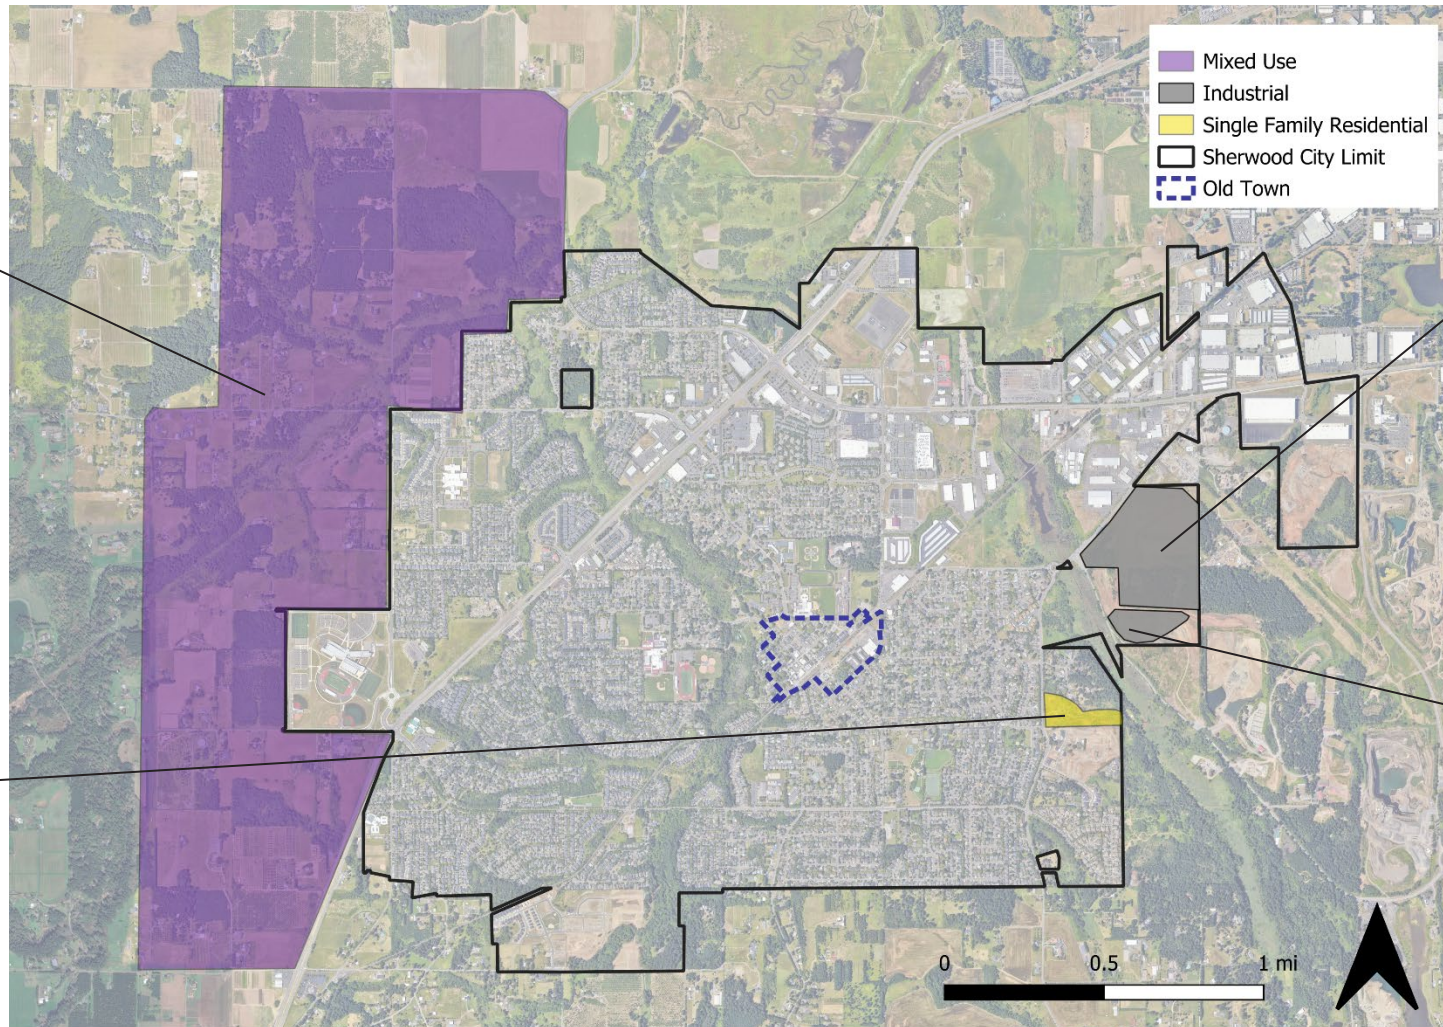 Mixed Use
Industrial
Single Family Residential
Sherwood City Limit
Old Town
0 0.5 1 mi